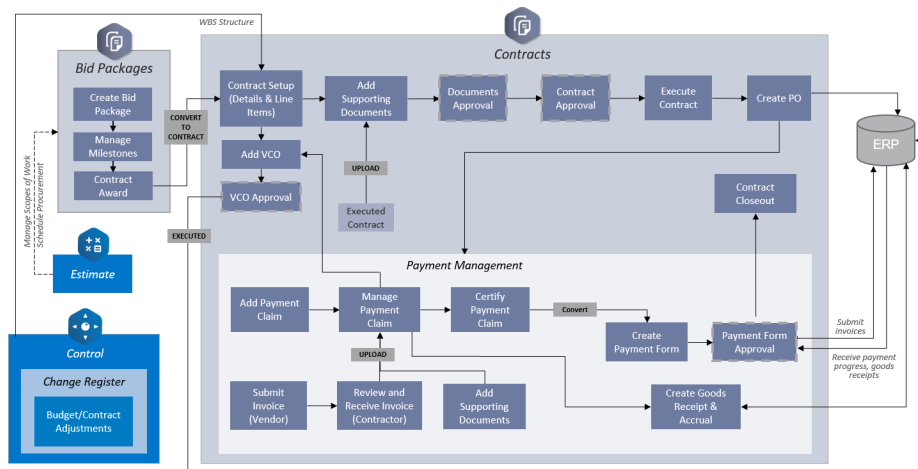 WBS Structure
Bid Packages
Contracts
Create Bid
Package
Manage
Milestones
Contract
Award
CONVERT
TO
CONTRACT
Contract Setup
(Details & Line
Items)
Add
Supporting
Documents
Documents
Approval
Contract
Approval
Execute
Contract
Create PO
ERP
Add VCO
VCO Approval
UPLOAD
Executed
Contract
Contract
Closeout
EXECUTED
Manage Scopes of Work
Schedule Procurement
Estimate
Payment Management
Add Payment
Claim
Manage
Payment
Claim
Certify
Payment
Claim
Convert
Create
Payment Form
Payment Form
Approval
Submit
invoices
Receive payment
progress, goods
receipts
UPLOAD
Submit
Invoice
(Vendor)
Review and
Receive Invoice
(Contractor)
Add
Supporting
Documents
Create Goods
Receipt &
Accrual
Control
Change Register
Budget/Contract
Adjustments